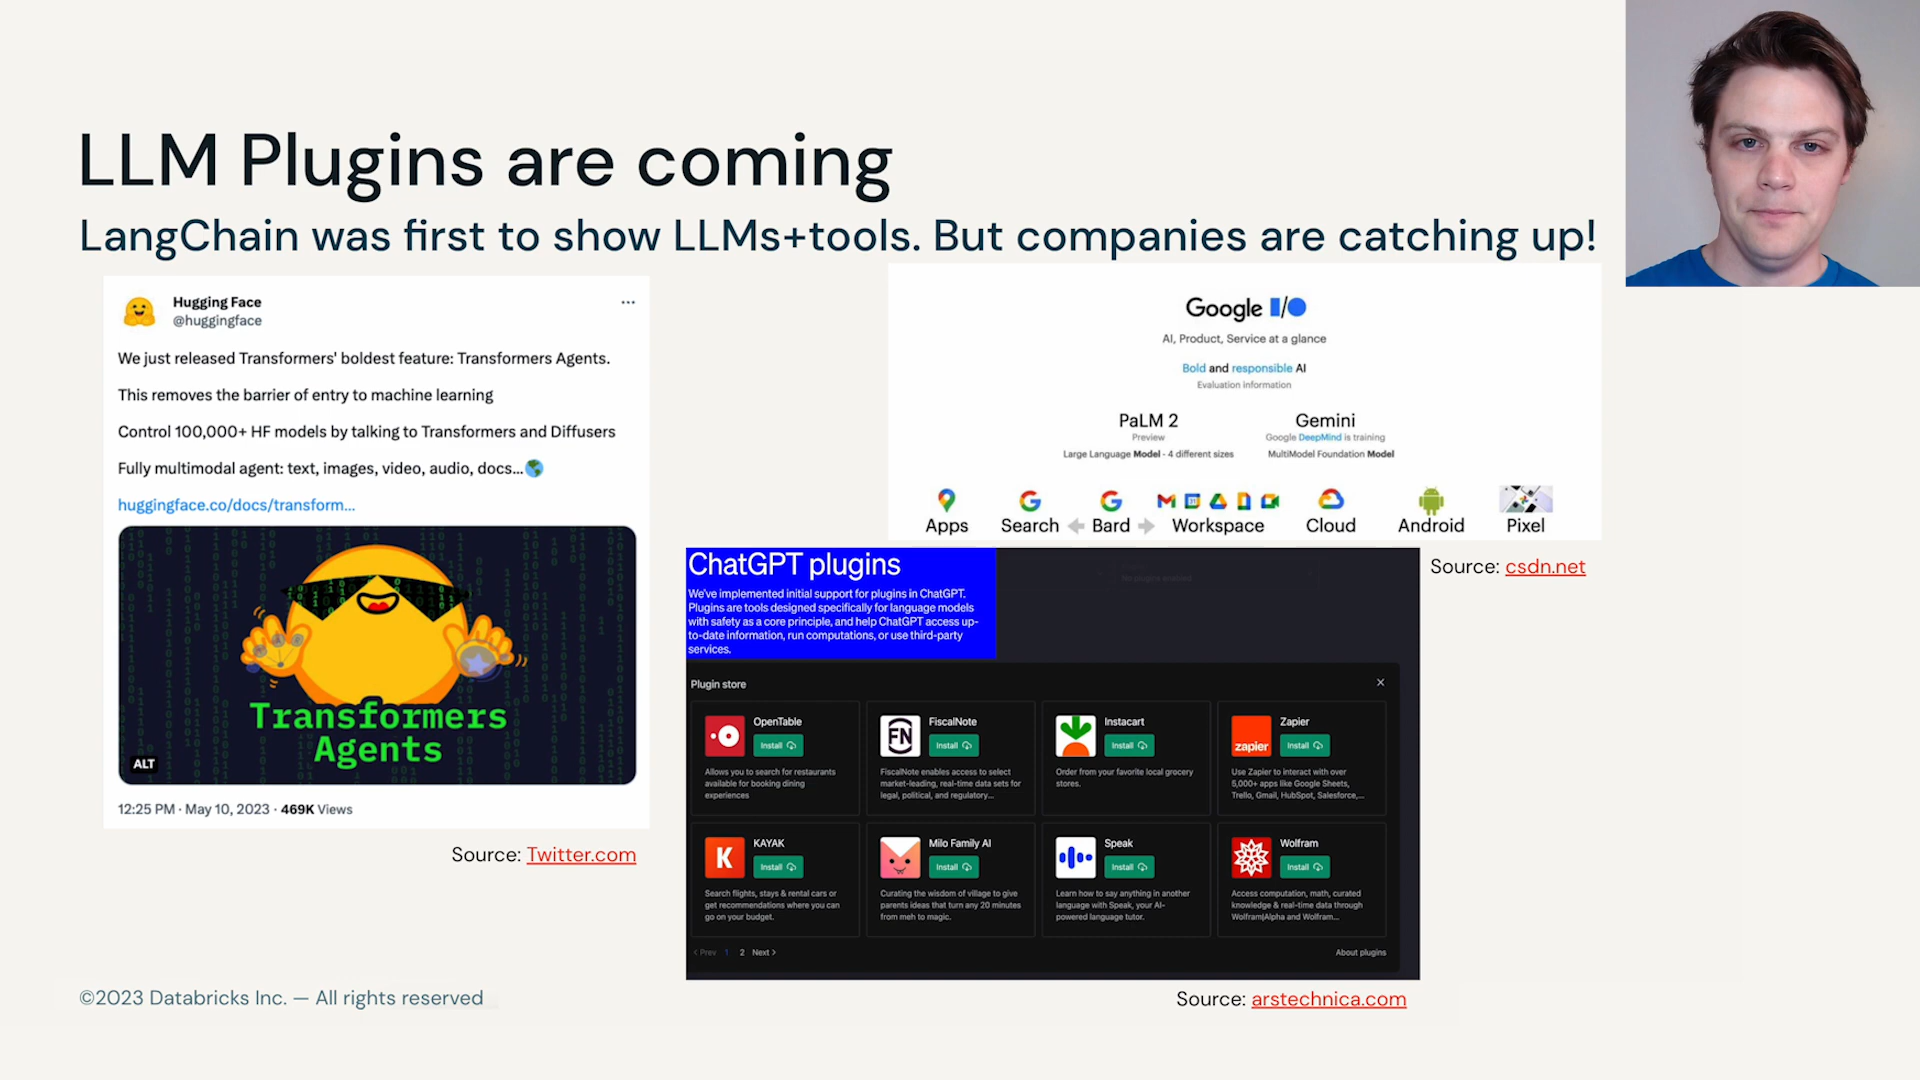 LLM Plugins are coming
LangChain was first to show LLMs+tools. But companies are catching up!
Hugging Face
@huggingface
We just released Transformers' boldest feature: Transformers Agents.
This removes the barrier of entry to machine learning
Control 100,000+ HF models by talking to Transformers and Diffusers
Fully multimodal agent: text, images, video, audio, docs...🌎
huggingface.co/docs/transform...
Transformers
Agents
ALT
12:25 PM · May 10, 2023 · 469K Views
Source: Twitter.com
Google I/O
AI, Product, Service at a glance
Bold and responsible AI
Evaluation information
PaLM 2
Preview
Large Language Model - 4 different sizes
Gemini
Google DeepMind is training
MultiModel Foundation Model
Apps Search Bard Workspace Cloud Android Pixel
Source: csdn.net
ChatGPT plugins
We've implemented initial support for plugins in ChatGPT.
Plugins are tools designed specifically for language models
with safety as a core principle, and help ChatGPT access up-
to-date information, run computations, or use third-party
services.
Plugin store
OpenTable
Install
Allows you to search for restaurants
available for booking dining
experiences
FN
FiscalNote
Install
FiscalNote enables access to select
market-leading, real-time data sets for
legal, political, and regulatory...
Instacart
Install
Order from your favorite local grocery
stores.
zapier
Zapier
Install
Use Zapier to interact with over
5,000+ apps like Google Sheets,
Trello, Gmail, HubSpot, Salesforce,...
K
KAYAK
Install
Search flights, stays & rental cars or
get recommendations where you can
go on your budget.
Milo Family AI
Install
Curating the wisdom of village to give
parents ideas that turn any 20 minutes
from meh to magic.
Speak
Install
Learn how to say anything in another
language with Speak, your AI-
powered language tutor.
Wolfram
Install
Access computation, math, curated
knowledge & real-time data through
Wolfram|Alpha and Wolfram...
< Prev 1 2 Next >
About plugins
Source: arstechnica.com
©2023 Databricks Inc. — All rights reserved